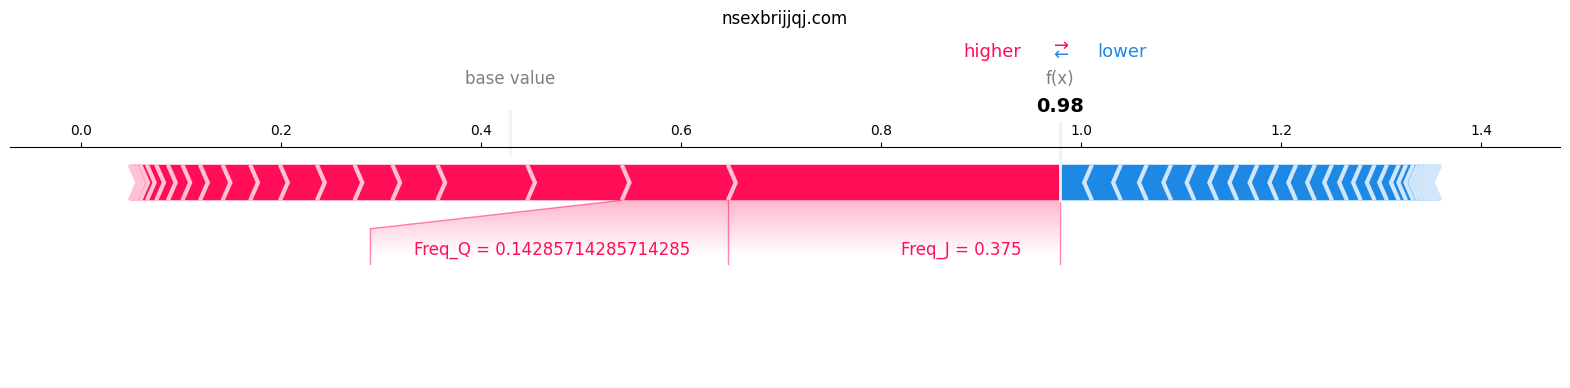 nsexbrijjqj.com
higher ⇄ lower
base value f(x)
0.98
0.0 0.2 0.4 0.6 0.8 1.0 1.2 1.4
Freq_Q = 0.14285714285714285 Freq_J = 0.375